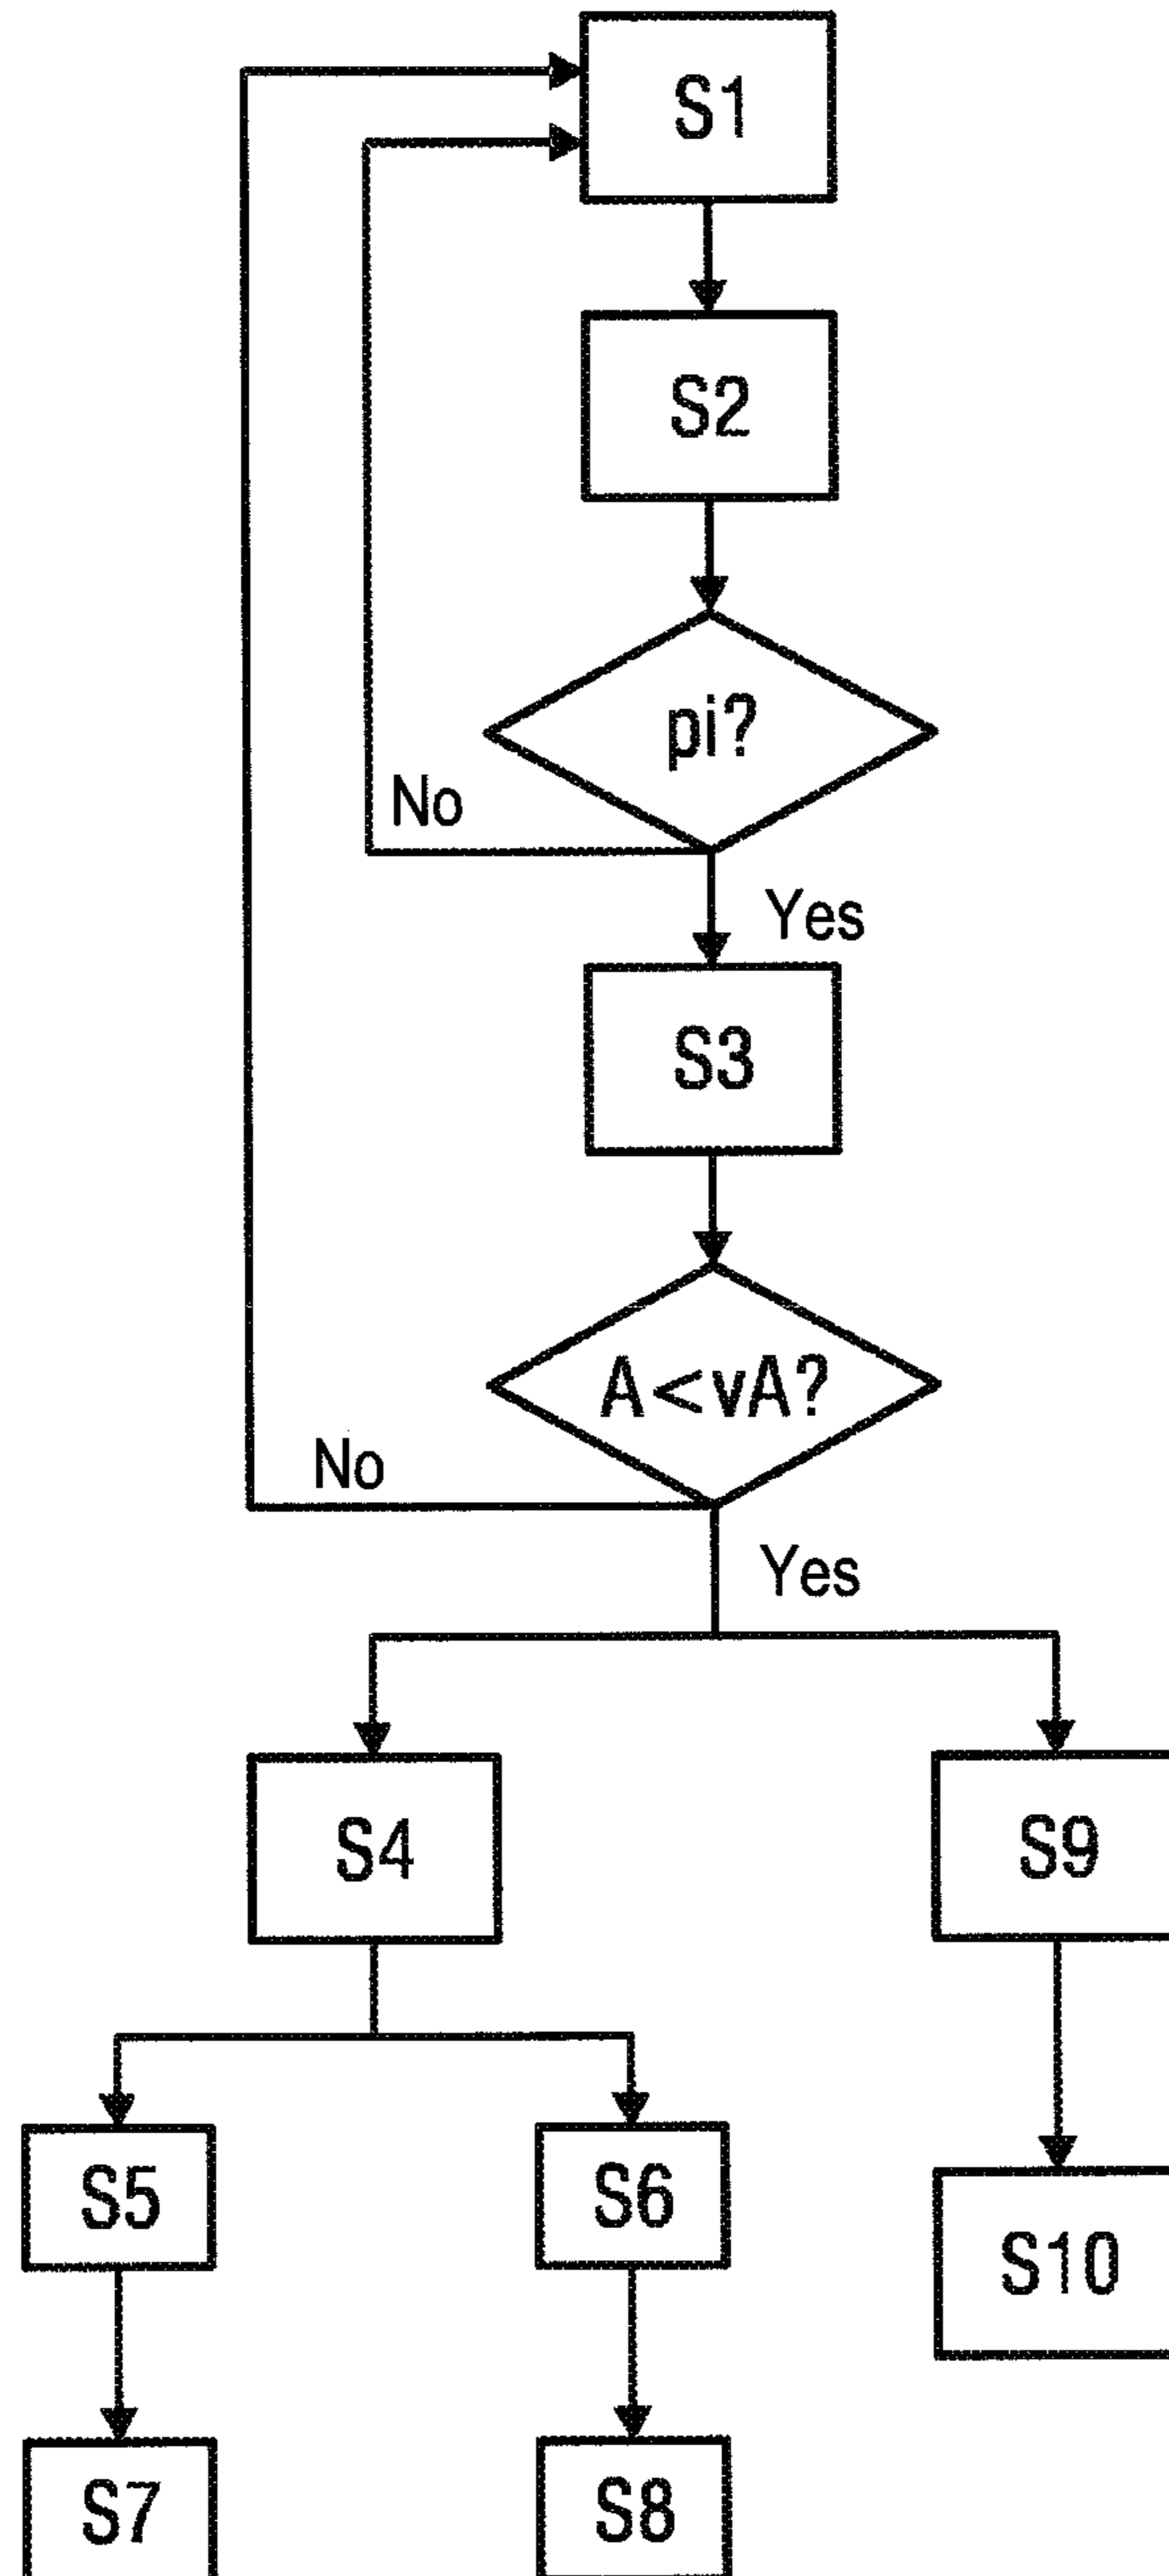 S1
S2
pi?
No
Yes
S3
A<vA?
No
Yes
S4
S9
S5
S6
S10
S7
S8